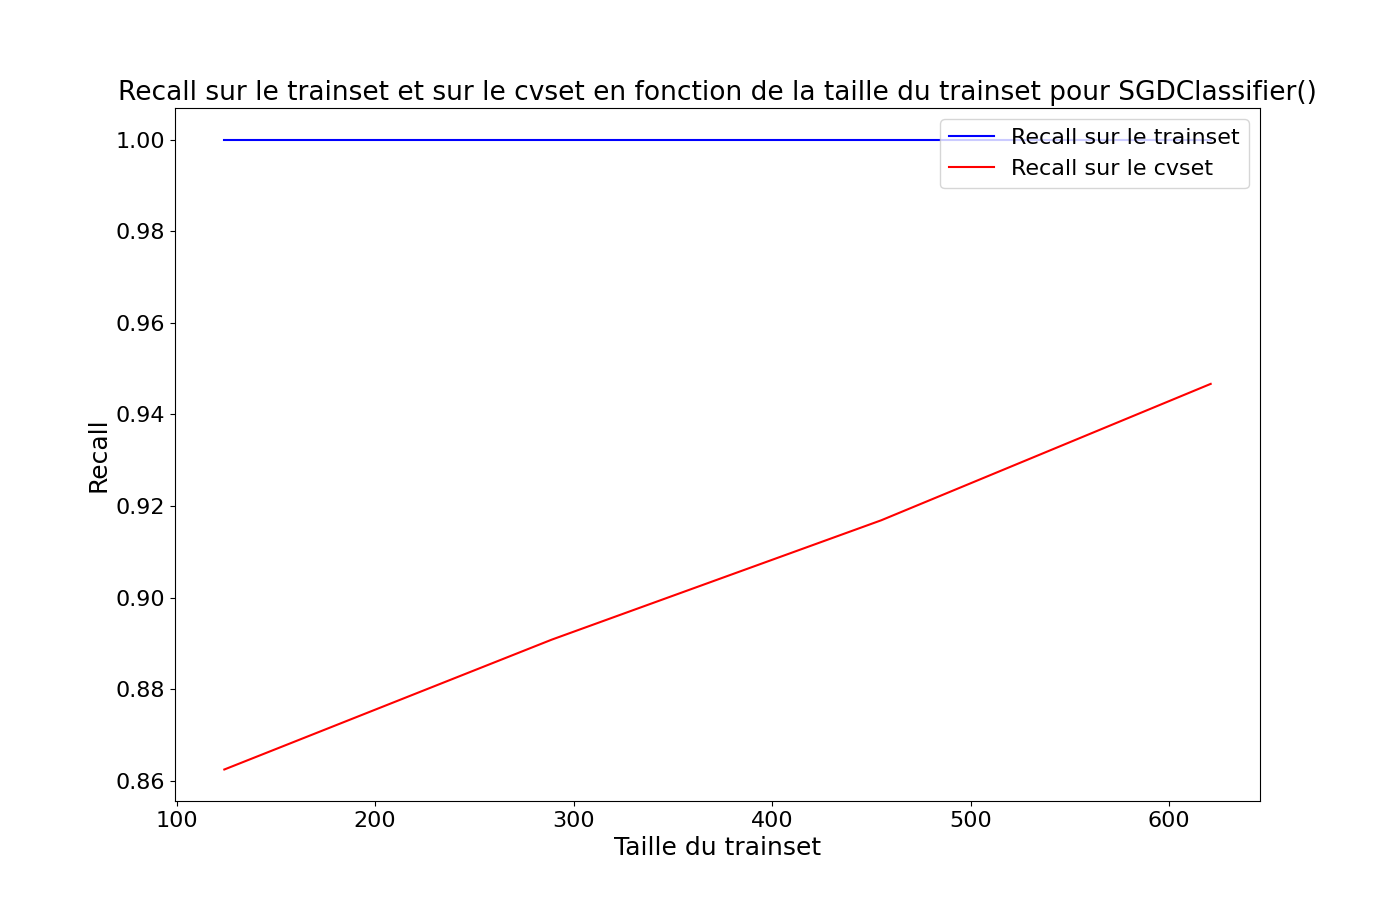 Recall sur le trainset et sur le cvset en fonction de la taille du trainset pour SGDClassifier()
Recall sur le trainset
Recall sur le cvset
1.00
0.98
0.96
0.94
0.92
0.90
0.88
0.86
Recall
100 200 300 400 500 600
Taille du trainset